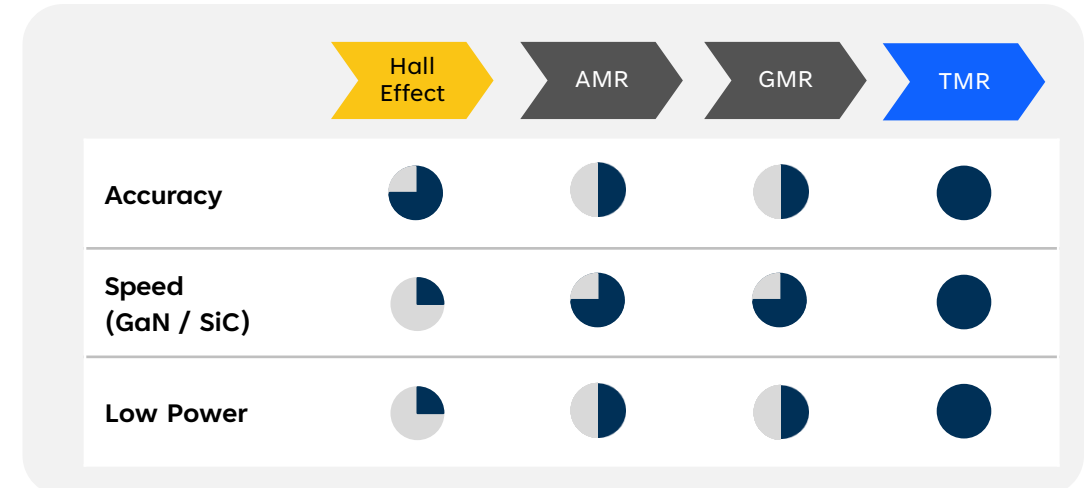 Hall
Effect
AMR
GMR
TMR
Accuracy
Speed
(GaN / SiC)
Low Power